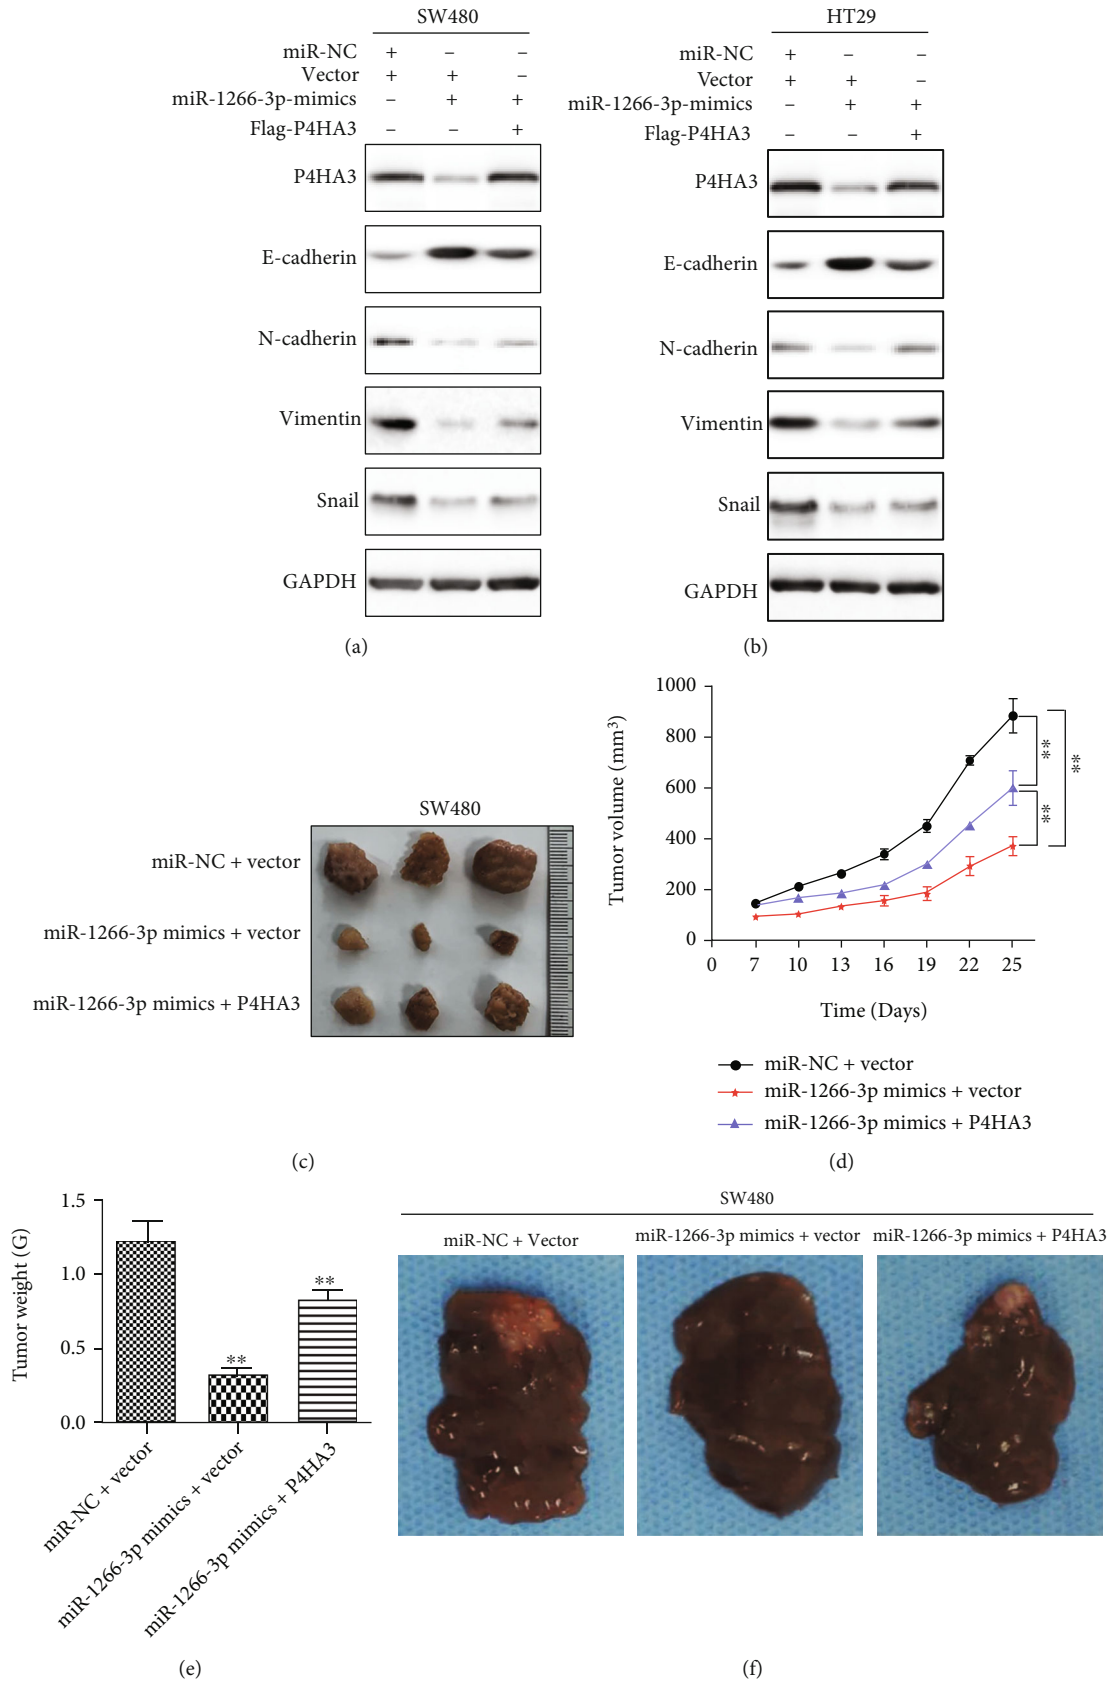 SW480
miR-NC + – –
Vector + + –
miR-1266-3p-mimics – + +
Flag-P4HA3 – – +
P4HA3
E-cadherin
N-cadherin
Vimentin
Snail
GAPDH
(a)
HT29
miR-NC + – –
Vector + + –
miR-1266-3p-mimics – + +
Flag-P4HA3 – – +
P4HA3
E-cadherin
N-cadherin
Vimentin
Snail
GAPDH
(b)
SW480
miR-NC + vector
miR-1266-3p mimics + vector
miR-1266-3p mimics + P4HA3
(c)
Tumor volume (mm³)
1000
800
600
400
200
0
0 7 10 13 16 19 22 25
Time (Days)
**
**
**
miR-NC + vector
miR-1266-3p mimics + vector
miR-1266-3p mimics + P4HA3
(d)
Tumor weight (G)
1.5
1.0
0.5
0.0
**
**
miR-NC + vector
miR-1266-3p mimics + vector
miR-1266-3p mimics + P4HA3
(e)
SW480
miR-NC + Vector
miR-1266-3p mimics + vector
miR-1266-3p mimics + P4HA3
(f)